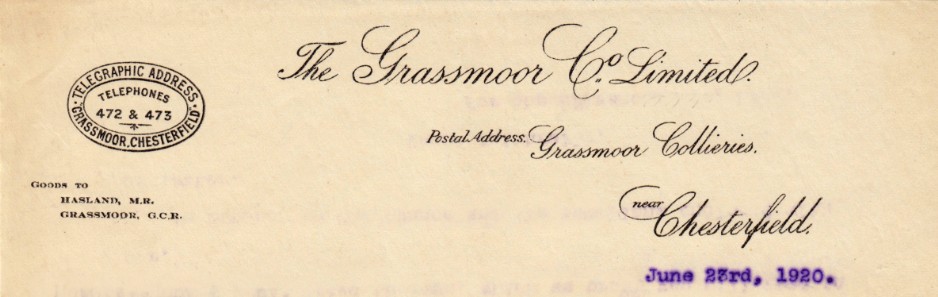 The Grassmoor Co. Limited.
TELEGRAPHIC ADDRESS
TELEPHONES
472 & 473
GRASSMOOR, CHESTERFIELD
Postal Address. Grassmoor Collieries.
GOODS TO
HASLAND, M.R.
GRASSMOOR, G.C.R.
near
Chesterfield.
June 23rd, 1920.